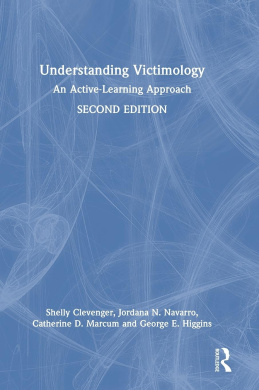 Understanding Victimology
An Active-Learning Approach
SECOND EDITION
Shelly Clevenger, Jordana N. Navarro,
Catherine D. Marcum and George E. Higgins
ROUTLEDGE